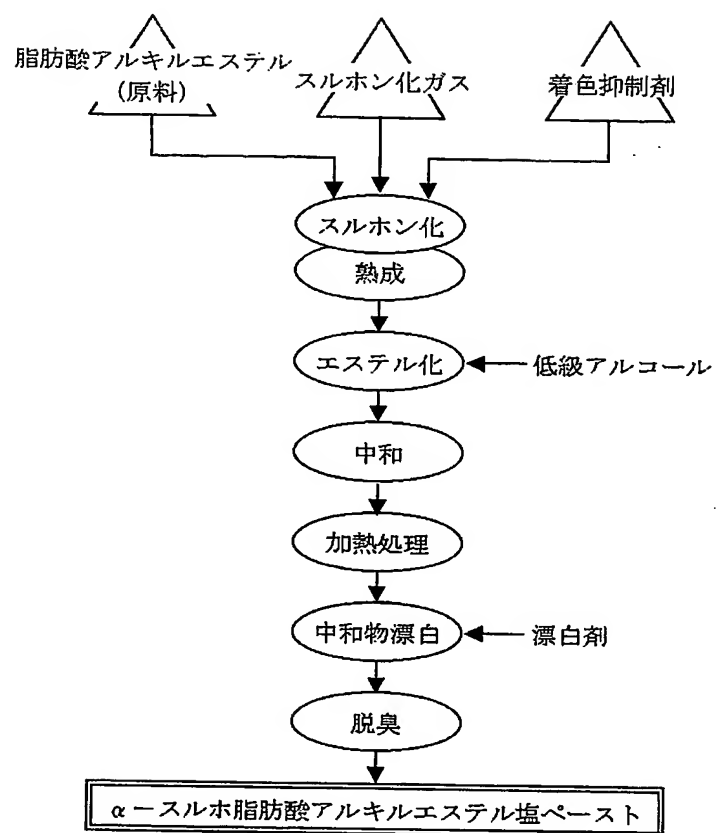 脂肪酸アルキルエステル
(原料)
スルホン化ガス
着色抑制剤
スルホン化
熟成
エステル化
低級アルコール
中和
加熱処理
中和物漂白
漂白剤
脱臭
α－スルホ脂肪酸アルキルエステル塩ペースト